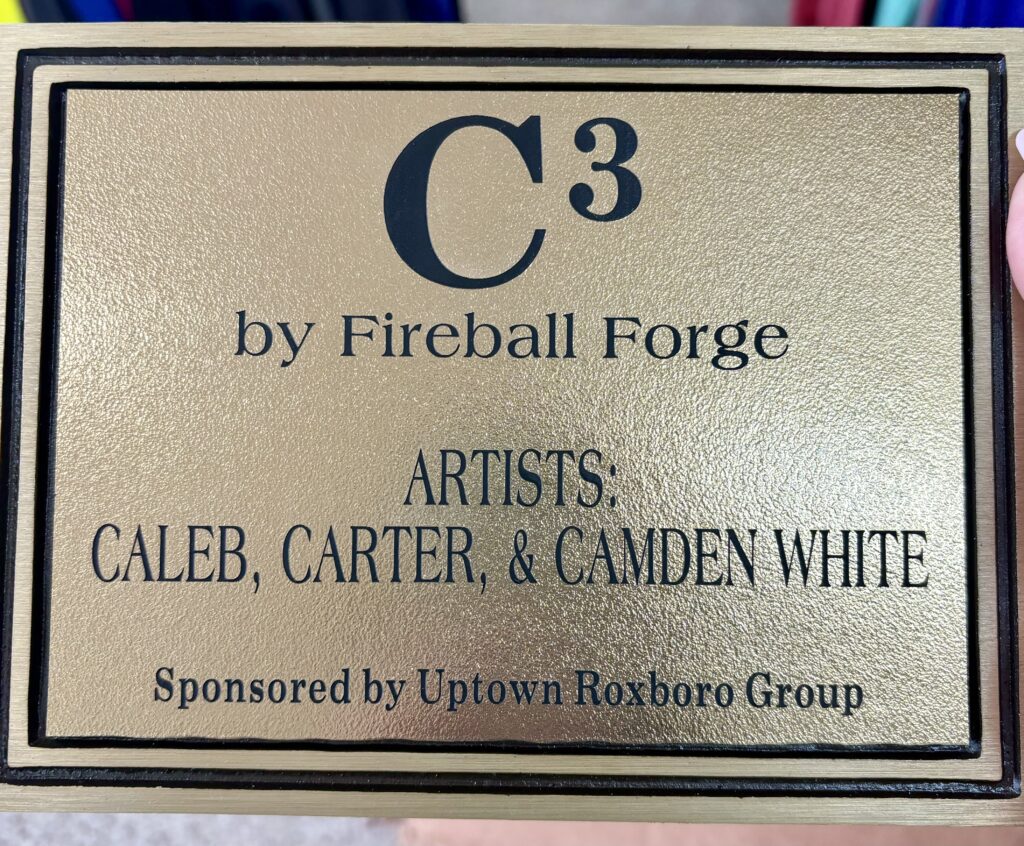 C³
by Fireball Forge
ARTISTS:
CALEB, CARTER, & CAMDEN WHITE
Sponsored by Uptown Roxboro Group